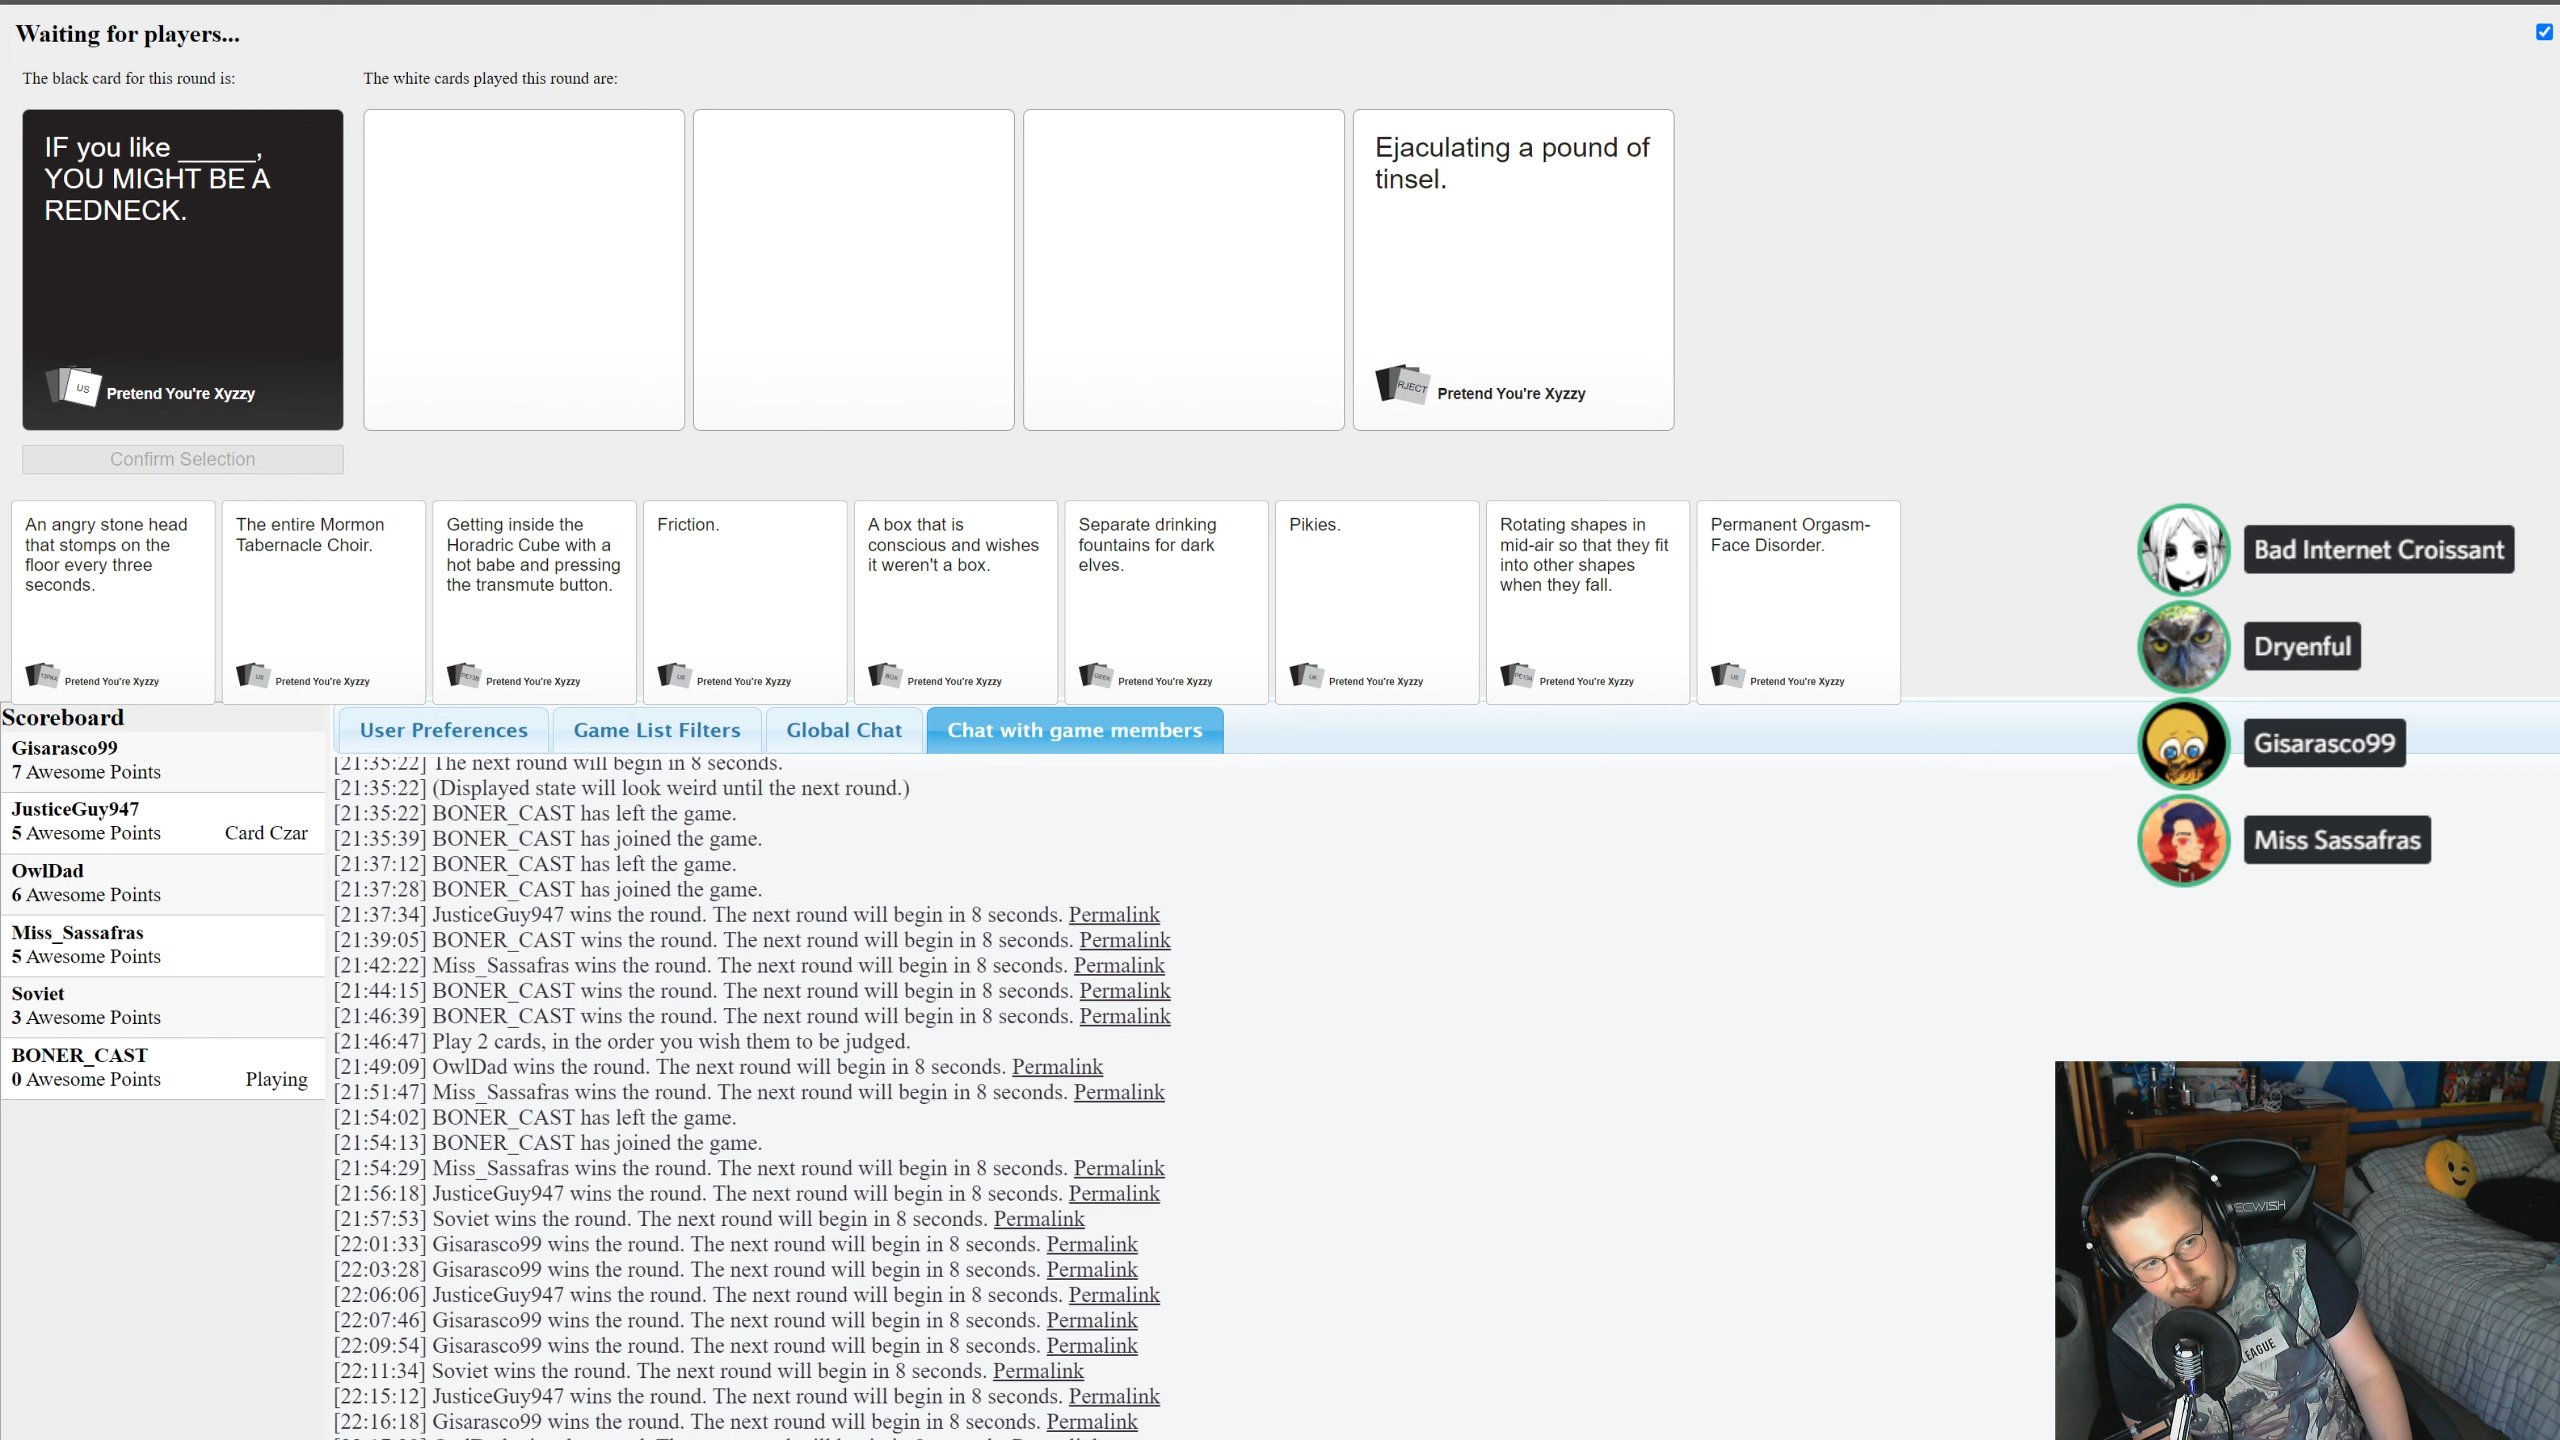 Waiting for players...
The black card for this round is:
The white cards played this round are:
IF you like _____,
YOU MIGHT BE A
REDNECK.
US
Pretend You're Xyzzy
Ejaculating a pound of
tinsel.
RJECT
Pretend You're Xyzzy
Confirm Selection
An angry stone head
that stomps on the
floor every three
seconds.
13PAX
Pretend You're Xyzzy
The entire Mormon
Tabernacle Choir.
US
Pretend You're Xyzzy
Getting inside the
Horadric Cube with a
hot babe and pressing
the transmute button.
PE13B
Pretend You're Xyzzy
Friction.
US
Pretend You're Xyzzy
A box that is
conscious and wishes
it weren't a box.
BOX
Pretend You're Xyzzy
Separate drinking
fountains for dark
elves.
GEEK
Pretend You're Xyzzy
Pikies.
UK
Pretend You're Xyzzy
Rotating shapes in
mid-air so that they fit
into other shapes
when they fall.
PE13A
Pretend You're Xyzzy
Permanent Orgasm-
Face Disorder.
US
Pretend You're Xyzzy
Bad Internet Croissant
Dryenful
Gisarasco99
Miss Sassafras
Scoreboard
Gisarasco99
7 Awesome Points
JusticeGuy947
5 Awesome Points Card Czar
OwlDad
6 Awesome Points
Miss_Sassafras
5 Awesome Points
Soviet
3 Awesome Points
BONER_CAST
0 Awesome Points Playing
User Preferences
Game List Filters
Global Chat
Chat with game members
[21:35:22] The next round will begin in 8 seconds.
[21:35:22] (Displayed state will look weird until the next round.)
[21:35:22] BONER_CAST has left the game.
[21:35:39] BONER_CAST has joined the game.
[21:37:12] BONER_CAST has left the game.
[21:37:28] BONER_CAST has joined the game.
[21:37:34] JusticeGuy947 wins the round. The next round will begin in 8 seconds. Permalink
[21:39:05] BONER_CAST wins the round. The next round will begin in 8 seconds. Permalink
[21:42:22] Miss_Sassafras wins the round. The next round will begin in 8 seconds. Permalink
[21:44:15] BONER_CAST wins the round. The next round will begin in 8 seconds. Permalink
[21:46:39] BONER_CAST wins the round. The next round will begin in 8 seconds. Permalink
[21:46:47] Play 2 cards, in the order you wish them to be judged.
[21:49:09] OwlDad wins the round. The next round will begin in 8 seconds. Permalink
[21:51:47] Miss_Sassafras wins the round. The next round will begin in 8 seconds. Permalink
[21:54:02] BONER_CAST has left the game.
[21:54:13] BONER_CAST has joined the game.
[21:54:29] Miss_Sassafras wins the round. The next round will begin in 8 seconds. Permalink
[21:56:18] JusticeGuy947 wins the round. The next round will begin in 8 seconds. Permalink
[21:57:53] Soviet wins the round. The next round will begin in 8 seconds. Permalink
[22:01:33] Gisarasco99 wins the round. The next round will begin in 8 seconds. Permalink
[22:03:28] Gisarasco99 wins the round. The next round will begin in 8 seconds. Permalink
[22:06:06] JusticeGuy947 wins the round. The next round will begin in 8 seconds. Permalink
[22:07:46] Gisarasco99 wins the round. The next round will begin in 8 seconds. Permalink
[22:09:54] Gisarasco99 wins the round. The next round will begin in 8 seconds. Permalink
[22:11:34] Soviet wins the round. The next round will begin in 8 seconds. Permalink
[22:15:12] JusticeGuy947 wins the round. The next round will begin in 8 seconds. Permalink
[22:16:18] Gisarasco99 wins the round. The next round will begin in 8 seconds. Permalink
LEAGUE